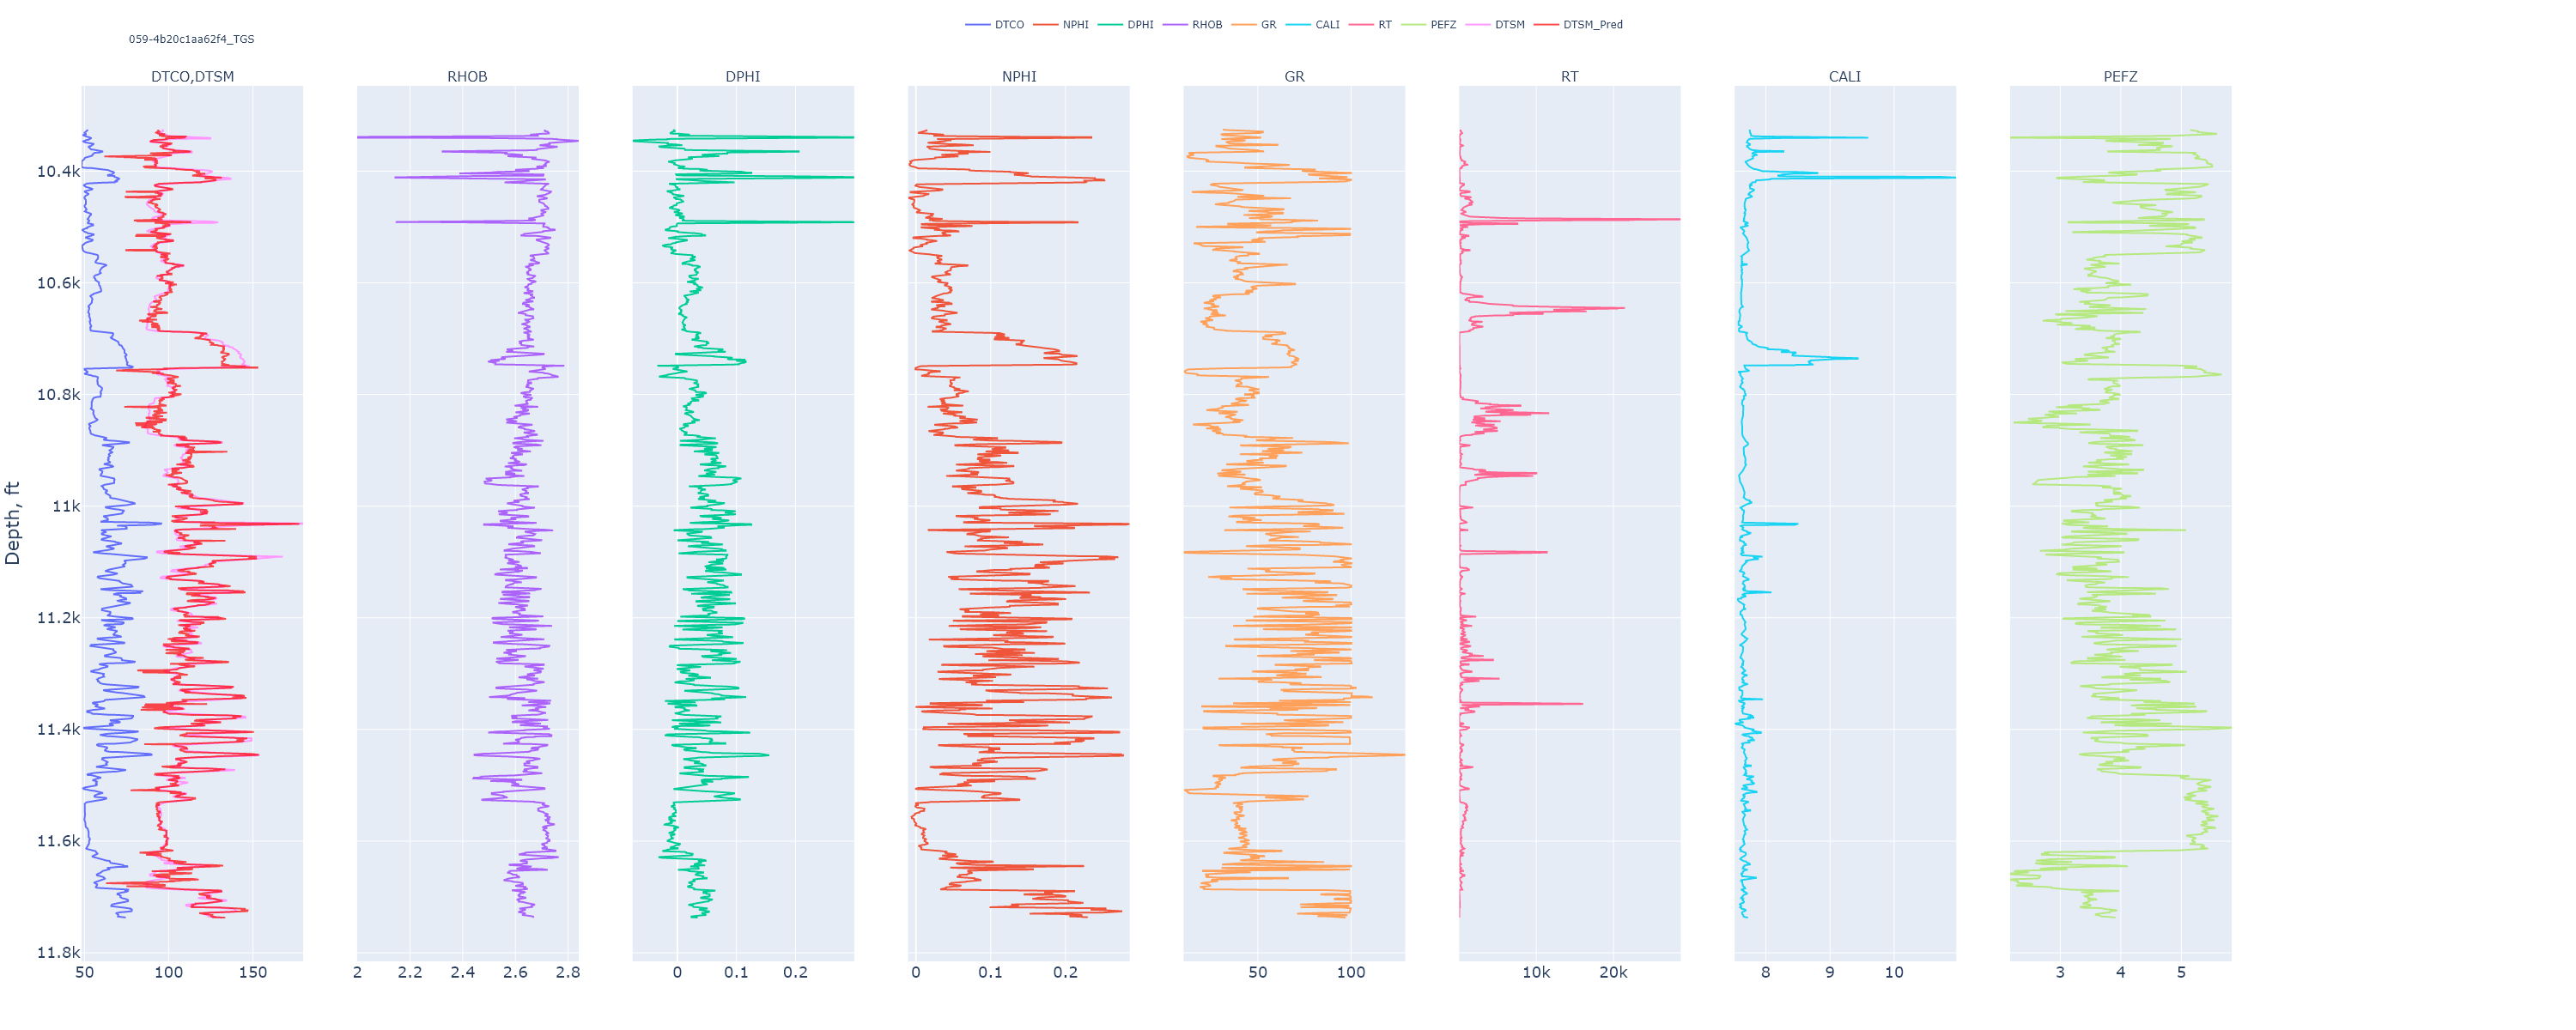 DTCO NPHI DPHI RHOB GR CALI RT PEFZ DTSM DTSM_Pred
059-4b20c1aa62f4_TGS
DTCO,DTSM RHOB DPHI NPHI GR RT CALI PEFZ
10.4k
10.6k
10.8k
11k
11.2k
11.4k
11.6k
11.8k
Depth, ft
50 100 150 2 2.2 2.4 2.6 2.8 0 0.1 0.2 0 0.1 0.2 50 100 10k 20k 8 9 10 3 4 5